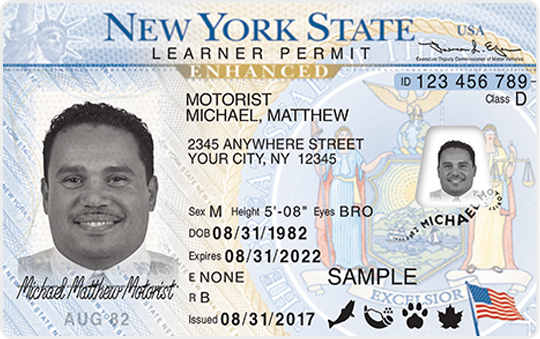 NEW YORK STATE
USA
LEARNER PERMIT
Executive Deputy Commissioner of Motor Vehicles
ENHANCED
ID 123 456 789
Class D
MOTORIST
MICHAEL, MATTHEW
2345 ANYWHERE STREET
YOUR CITY, NY 12345
Sex M Height 5'-08" Eyes BRO
DOB 08/31/1982
Expires 08/31/2022
E NONE
R B
Issued 08/31/2017
SAMPLE
MICHAEL
EXCELSIOR
Michael Matthew Motorist
AUG 82